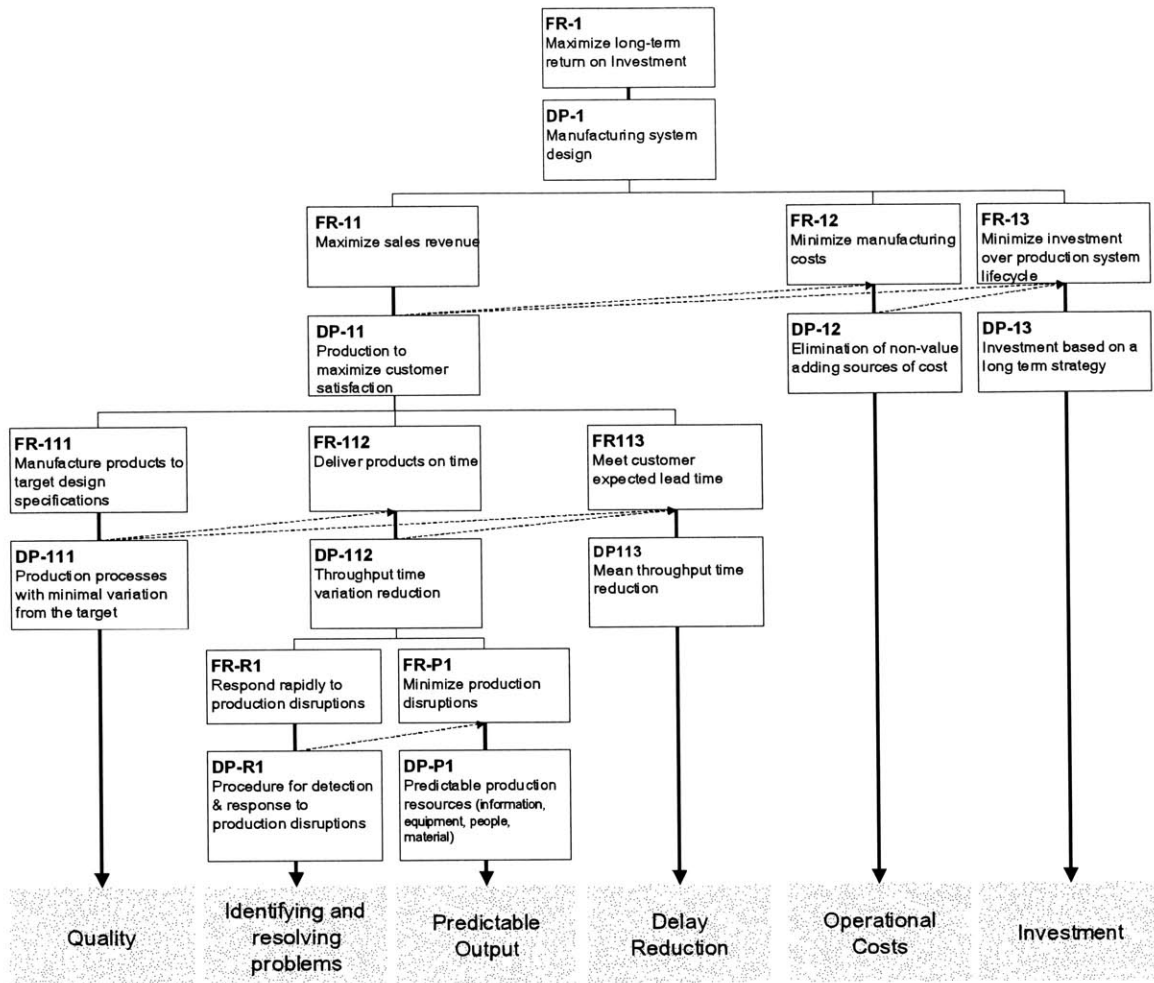 FR-1
Maximize long-term
return on Investment
DP-1
Manufacturing system
design
FR-11
Maximize sales revenue
FR-12
Minimize manufacturing
costs
FR-13
Minimize investment
over production system
lifecycle
DP-11
Production to
maximize customer
satisfaction
DP-12
Elimination of non-value
adding sources of cost
DP-13
Investment based on a
long term strategy
FR-111
Manufacture products to
target design
specifications
FR-112
Deliver products on time
FR113
Meet customer
expected lead time
DP-111
Production processes
with minimal variation
from the target
DP-112
Throughput time
variation reduction
DP113
Mean throughput time
reduction
FR-R1
Respond rapidly to
production disruptions
FR-P1
Minimize production
disruptions
DP-R1
Procedure for detection
& response to
production disruptions
DP-P1
Predictable production
resources (information,
equipment, people,
material)
Quality
Identifying and
resolving
problems
Predictable
Output
Delay
Reduction
Operational
Costs
Investment